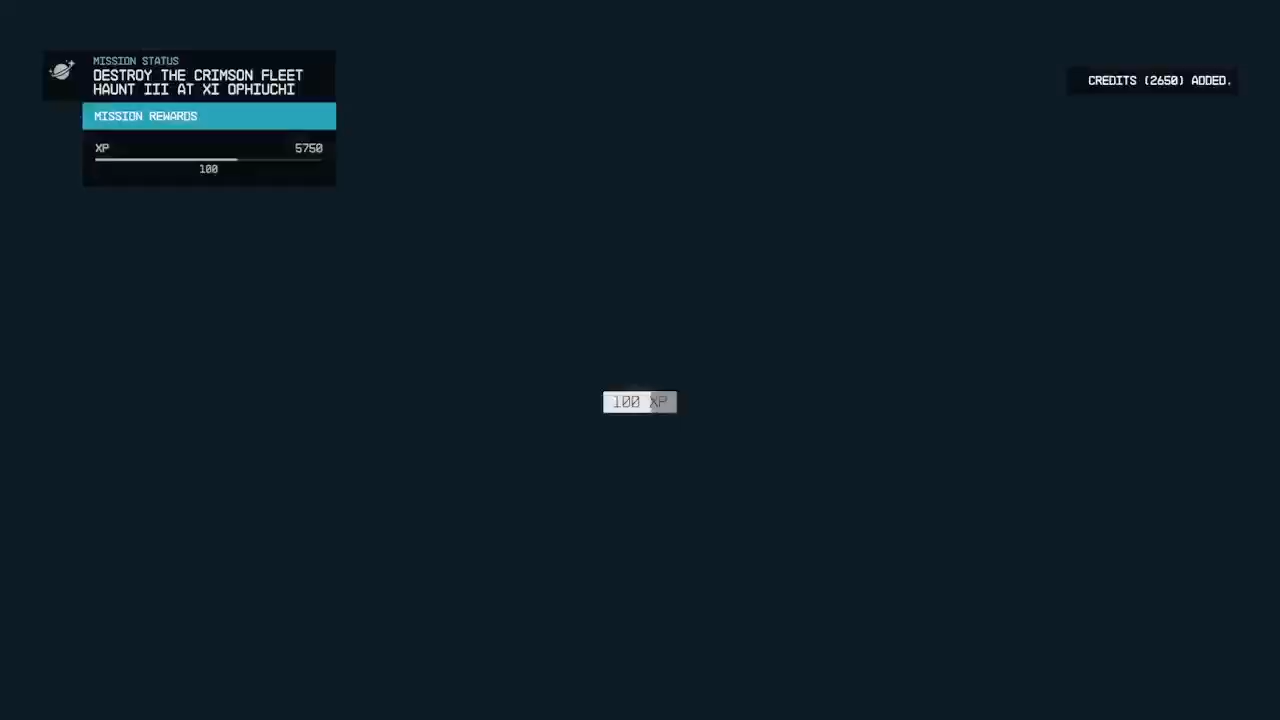 MISSION STATUS
DESTROY THE CRIMSON FLEET
HAUNT III AT XI OPHIUCHI
MISSION REWARDS
XP 5750
100
CREDITS (2650) ADDED.
100 XP